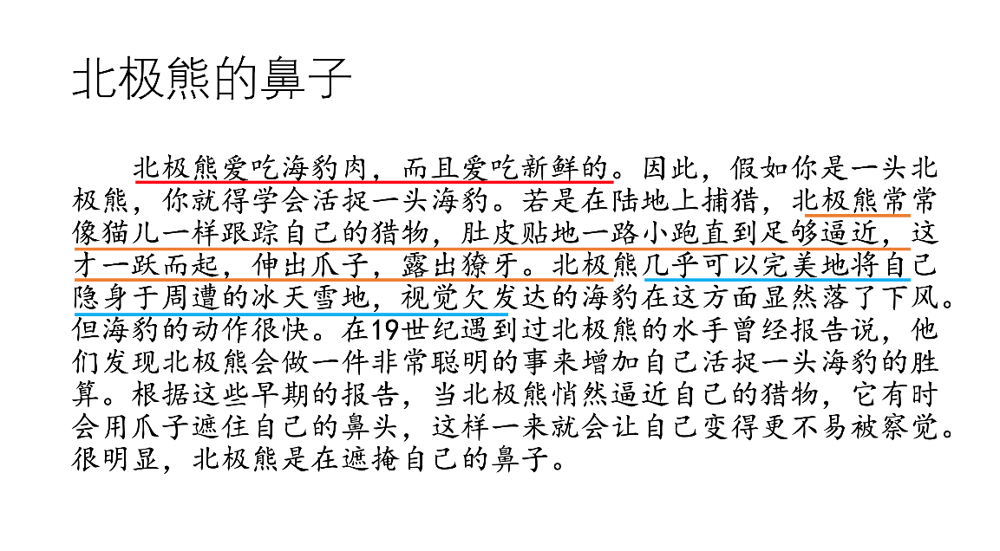 北极熊的鼻子
北极熊爱吃海豹肉，而且爱吃新鲜的。因此，假如你是一头北
极熊，你就得学会活捉一头海豹。若是在陆地上捕猎，北极熊常常
像猫儿一样跟踪自己的猎物，肚皮贴地一路小跑直到足够逼近，这
才一跃而起，伸出爪子，露出獠牙。北极熊几乎可以完美地将自己
隐身于周遭的冰天雪地，视觉欠发达的海豹在这方面显然落了下风。
但海豹的动作很快。在19世纪遇到过北极熊的水手曾经报告说，他
们发现北极熊会做一件非常聪明的事来增加自己活捉一头海豹的胜
算。根据这些早期的报告，当北极熊悄然逼近自己的猎物，它有时
会用爪子遮住自己的鼻头，这样一来就会让自己变得更不易被察觉。
很明显，北极熊是在遮掩自己的鼻子。